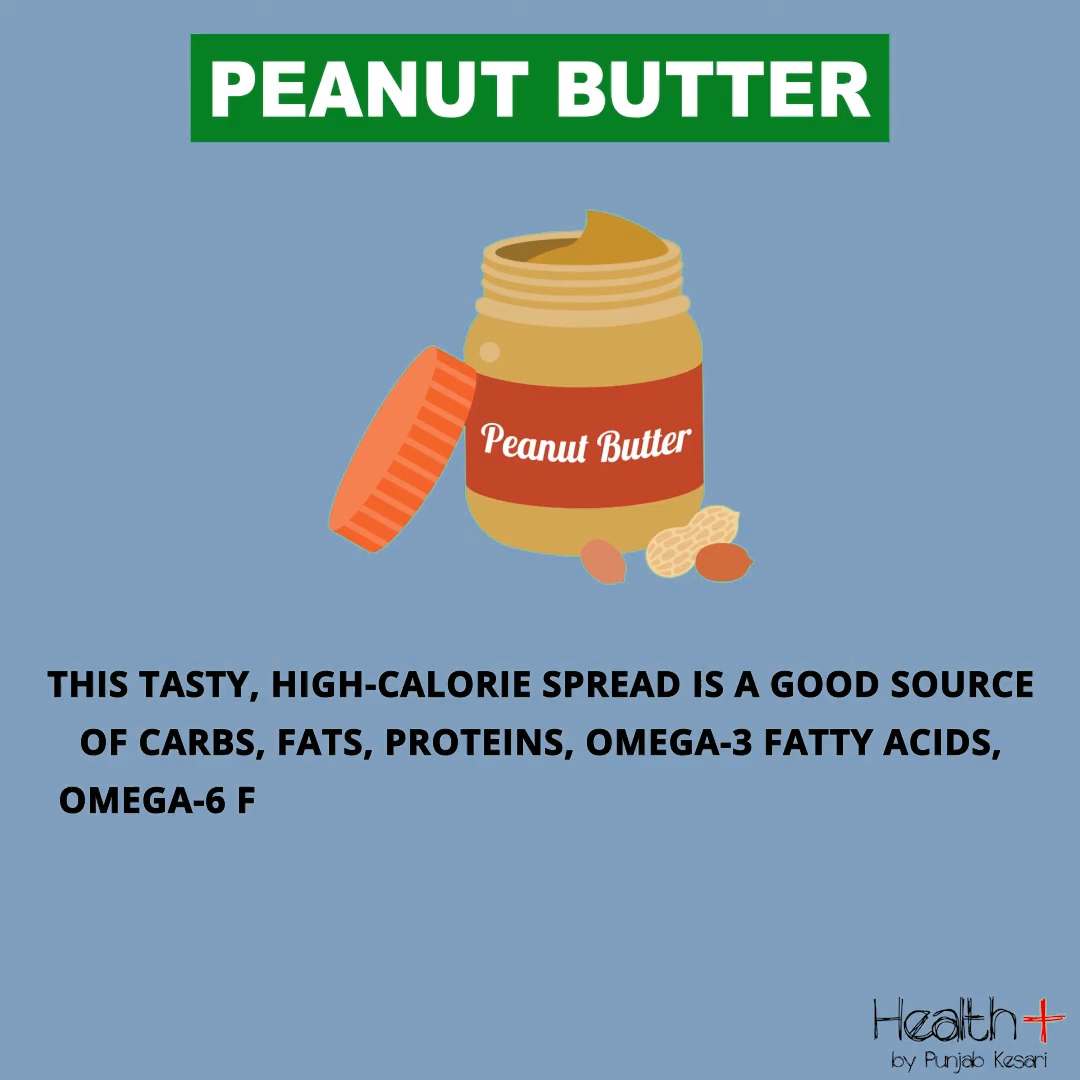 PEANUT BUTTER
Peanut Butter
THIS TASTY, HIGH-CALORIE SPREAD IS A GOOD SOURCE
OF CARBS, FATS, PROTEINS, OMEGA-3 FATTY ACIDS,
OMEGA-6 F
Health+
by Punjab Kesari